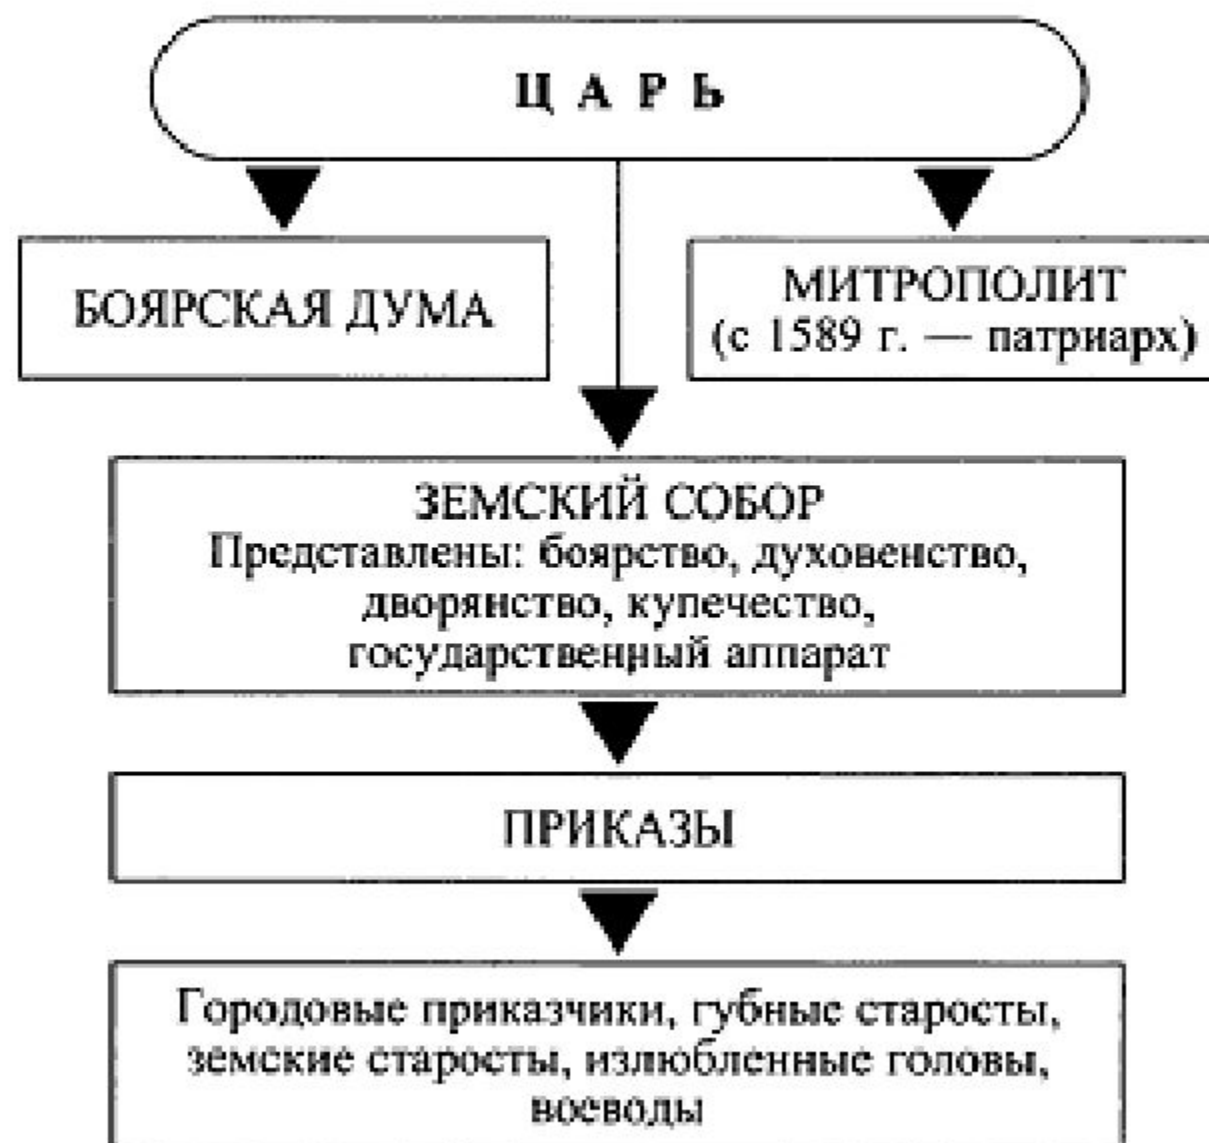 ЦАРЬ
БОЯРСКАЯ ДУМА
МИТРОПОЛИТ
(с 1589 г. — патриарх)
ЗЕМСКИЙ СОБОР
Представлены: боярство, духовенство,
дворянство, купечество,
государственный аппарат
ПРИКАЗЫ
Городовые приказчики, губные старосты,
земские старосты, излюбленные головы,
воеводы